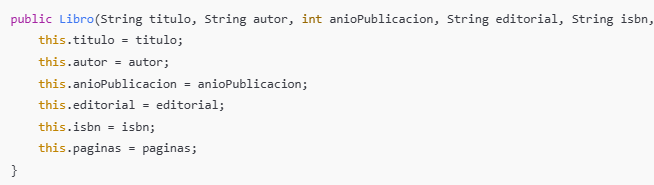 public Libro(String titulo, String autor, int anioPublicacion, String editorial, String isbn,
    this.titulo = titulo;
    this.autor = autor;
    this.anioPublicacion = anioPublicacion;
    this.editorial = editorial;
    this.isbn = isbn;
    this.paginas = paginas;
}